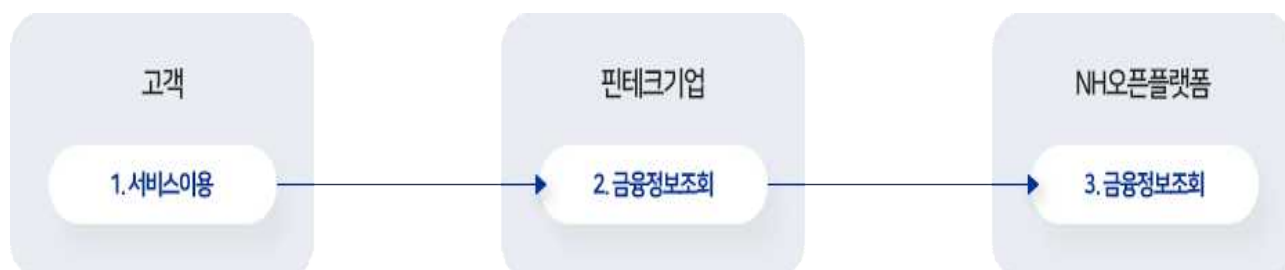 고객
핀테크기업
NH오픈플랫폼
1. 서비스이용
2. 금융정보조회
3. 금융정보조회